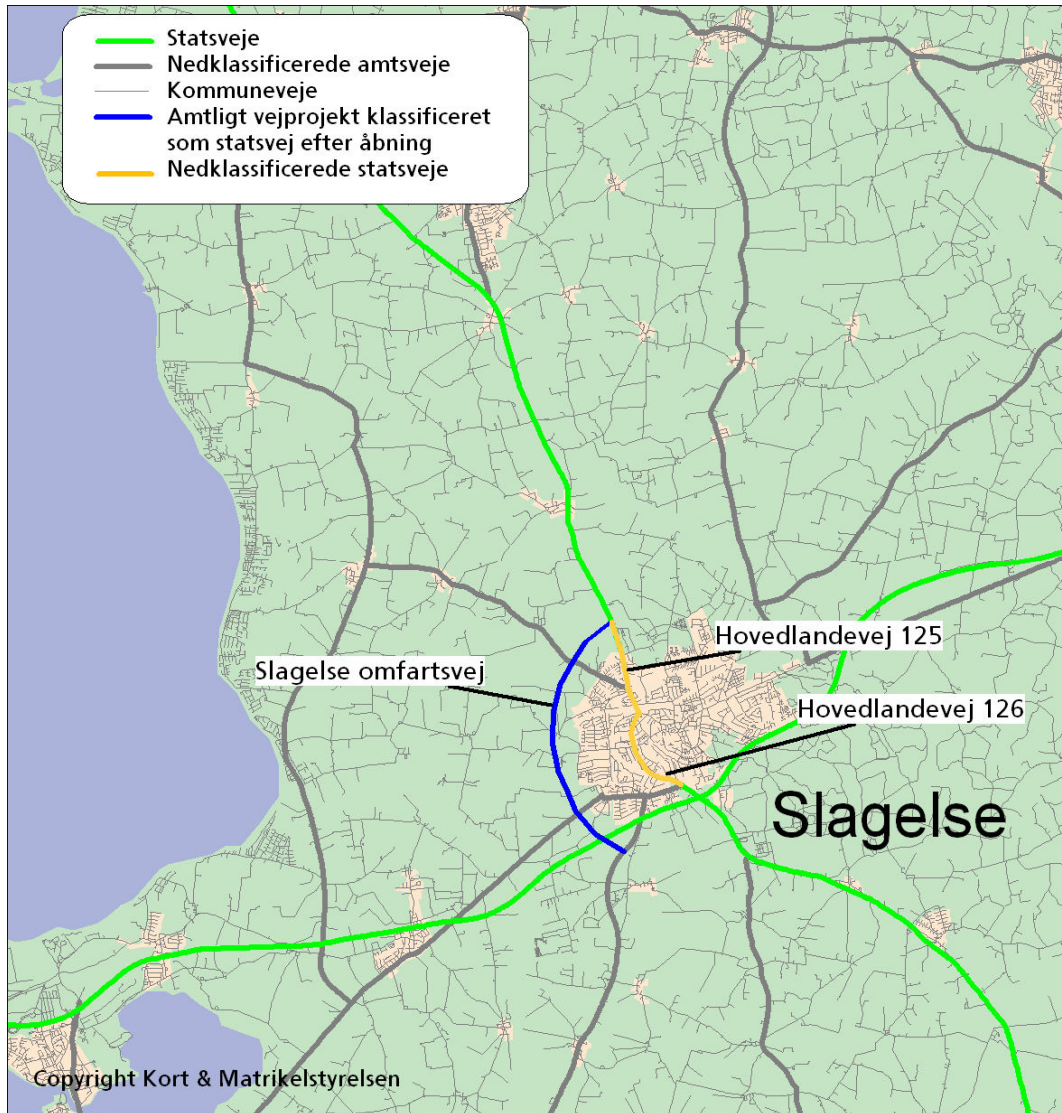 Statsveje
Nedklassificerede amtsveje
Kommuneveje
Amtligt vejprojekt klassificeret
som statsvej efter åbning
Nedklassificerede statsveje
Hovedlandevej 125
Slagelse omfartsvej
Hovedlandevej 126
Slagelse
Copyright Kort & Matrikelstyrelsen